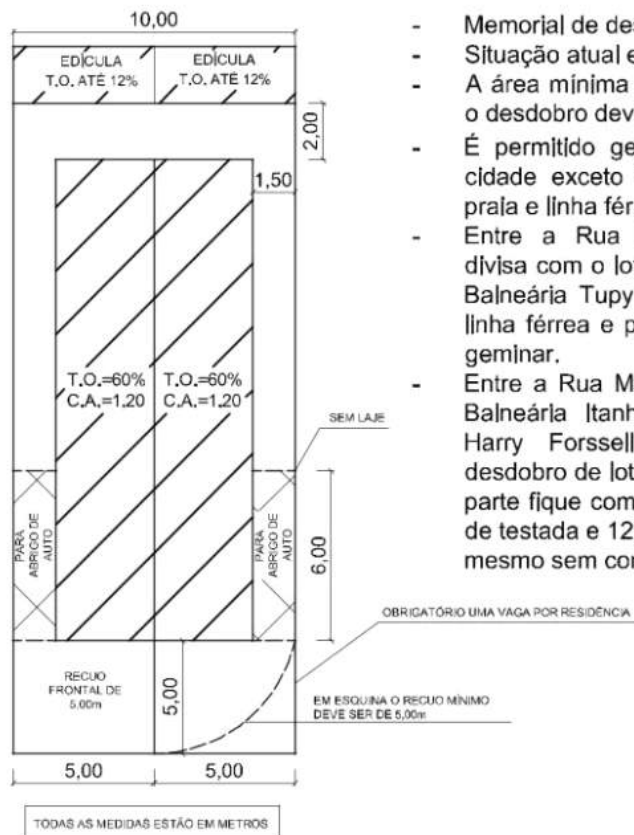 10,00
EDÍCULA
T.O. ATÉ 12%
EDÍCULA
T.O. ATÉ 12%
2,00
1,50
T.O.=60%
C.A.=1.20
T.O.=60%
C.A.=1.20
SEM LAJE
PARA
ABRIGO DE
AUTO
PARA
ABRIGO DE
AUTO
6,00
OBRIGATÓRIO UMA VAGA POR RESIDÊNCIA
RECUO
FRONTAL DE
5,00m
5,00
EM ESQUINA O RECUO MÍNIMO
DEVE SER DE 5,00m
5,00
5,00
TODAS AS MEDIDAS ESTÃO EM METROS
- Memorial de des
- Situação atual e
- A área mínima
o desdobro dev
- É permitido ge
cidade exceto
praia e linha fér
- Entre a Rua
divisa com o lot
Balneária Tupy
linha férrea e p
geminar.
- Entre a Rua M
Balneária Itanh
Harry Forssell
desdobro de lot
parte fique com
de testada e 12
mesmo sem con